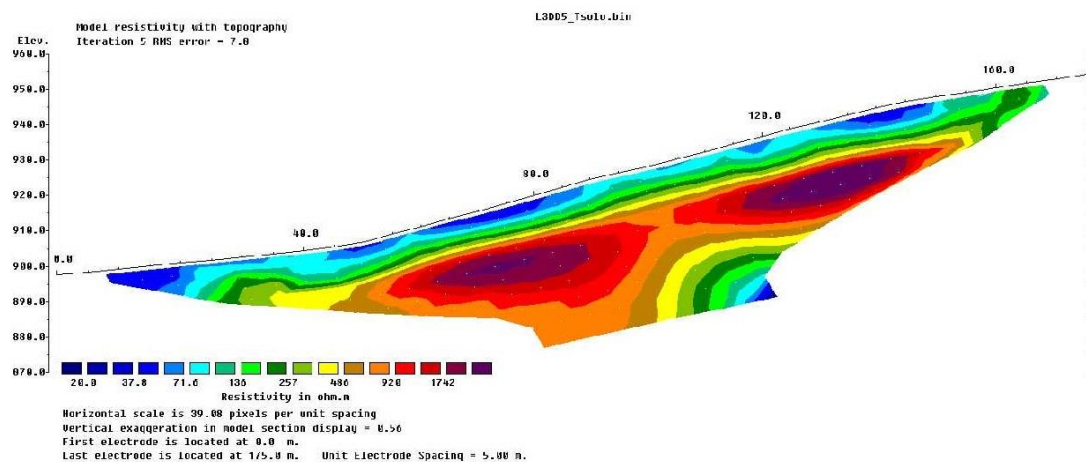 L3DD5_Tsolo.bin
Model resistivity with topography
Iteration 5 RMS error = 7.0
Elev.
960.0
950.0
940.0
930.0
920.0
910.0
900.0
890.0
880.0
870.0
0.0
40.0
80.0
120.0
160.0
20.0 37.8 71.6 136 257 486 920 1742
Resistivity in ohm.m
Horizontal scale is 39.08 pixels per unit spacing
Vertical exaggeration in model section display = 0.56
First electrode is located at 0.0 m.
Last electrode is located at 175.0 m. Unit Electrode Spacing = 5.00 m.